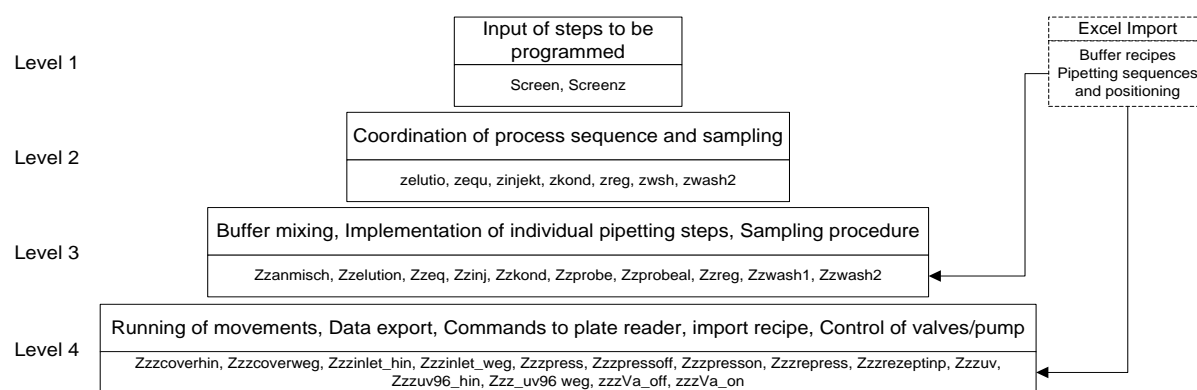 Input of steps to be
programmed
Screen, Screenz
Excel Import
Buffer recipes
Pipetting sequences
and positioning
Level 1
Level 2
Coordination of process sequence and sampling
zelutio, zequ, zinjekt, zkond, zreg, zwsh, zwash2
Level 3
Buffer mixing, Implementation of individual pipetting steps, Sampling procedure
Zzanmisch, Zzelution, Zzeq, Zzinj, Zzkond, Zzprobe, Zzprobeal, Zzreg, Zzwash1, Zzwash2
Level 4
Running of movements, Data export, Commands to plate reader, import recipe, Control of valves/pump
Zzzcoverhin, Zzzcoverweg, Zzzinlet_hin, Zzzinlet_weg, Zzzpress, Zzzpressoff, Zzzpresson, Zzzrepress, Zzzrezeptinp, Zzzuv,
Zzzuv96_hin, Zzz_uv96 weg, zzzVa_off, zzzVa_on